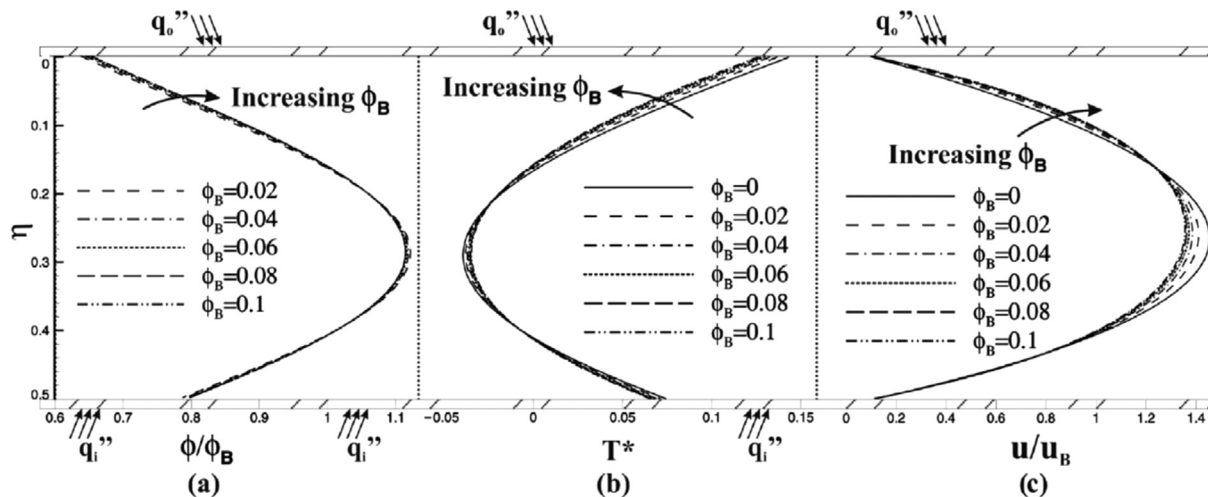 qo” qo” qo”
0
0.1
0.2
0.3
0.4
0.5
η
Increasing ϕB
ϕB=0.02
ϕB=0.04
ϕB=0.06
ϕB=0.08
ϕB=0.1
0.6 0.7 0.8 0.9 1 1.1
qi” ϕ/ϕB qi”
(a)
Increasing ϕB
ϕB=0
ϕB=0.02
ϕB=0.04
ϕB=0.06
ϕB=0.08
ϕB=0.1
−0.05 0 0.05 0.1 0.15
T* qi”
(b)
Increasing ϕB
ϕB=0
ϕB=0.02
ϕB=0.04
ϕB=0.06
ϕB=0.08
ϕB=0.1
0 0.2 0.4 0.6 0.8 1 1.2 1.4
u/uB
(c)